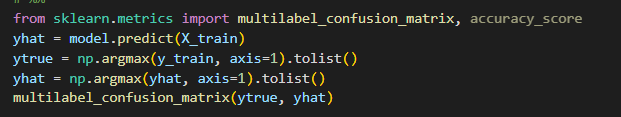 # %%
from sklearn.metrics import multilabel_confusion_matrix, accuracy_score
yhat = model.predict(X_train)
ytrue = np.argmax(y_train, axis=1).tolist()
yhat = np.argmax(yhat, axis=1).tolist()
multilabel_confusion_matrix(ytrue, yhat)